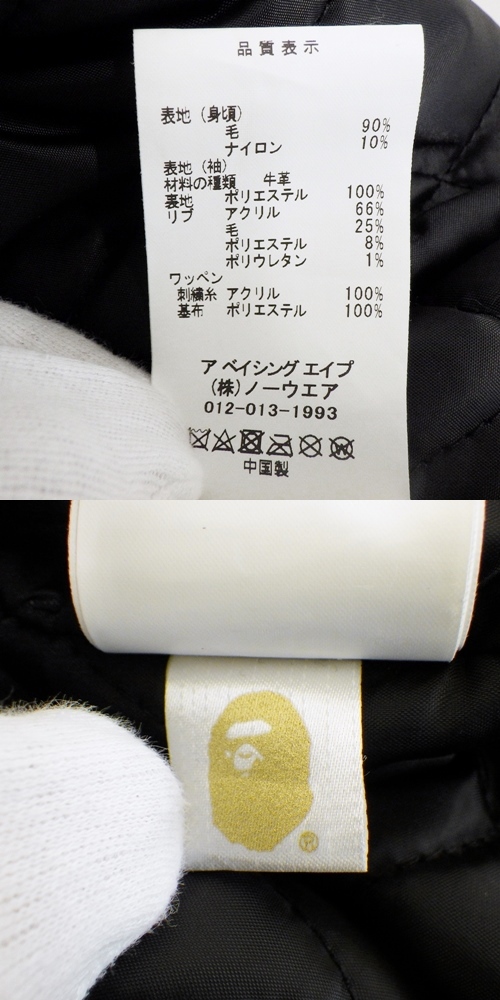 品質表示
表地（身頃）
毛 90%
ナイロン 10%
表地（袖）
材料の種類 牛革
裏地 ポリエステル 100%
リブ アクリル 66%
毛 25%
ポリエステル 8%
ポリウレタン 1%
ワッペン
刺繍糸 アクリル 100%
基布 ポリエステル 100%
ア ベイシング エイプ
(株)ノーウエア
012-013-1993
中国製
®